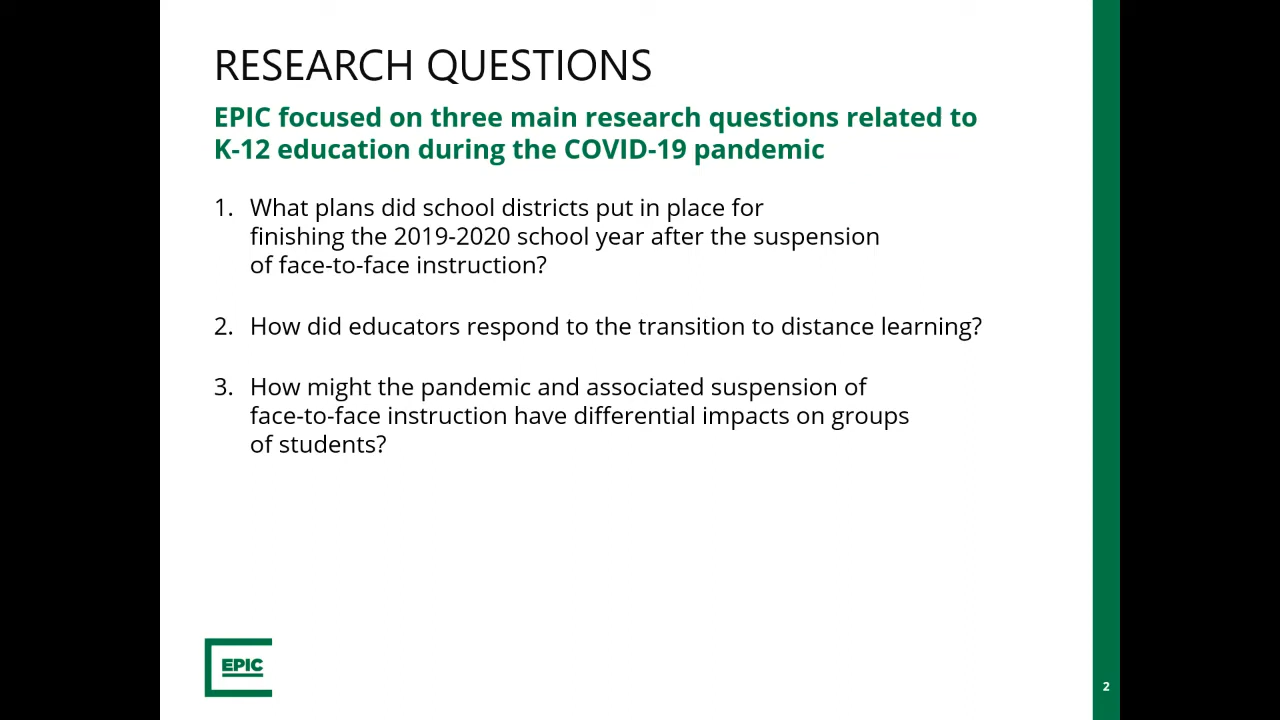 RESEARCH QUESTIONS
EPIC focused on three main research questions related to
K-12 education during the COVID-19 pandemic
1. What plans did school districts put in place for
finishing the 2019-2020 school year after the suspension
of face-to-face instruction?
2. How did educators respond to the transition to distance learning?
3. How might the pandemic and associated suspension of
face-to-face instruction have differential impacts on groups
of students?
EPIC
2